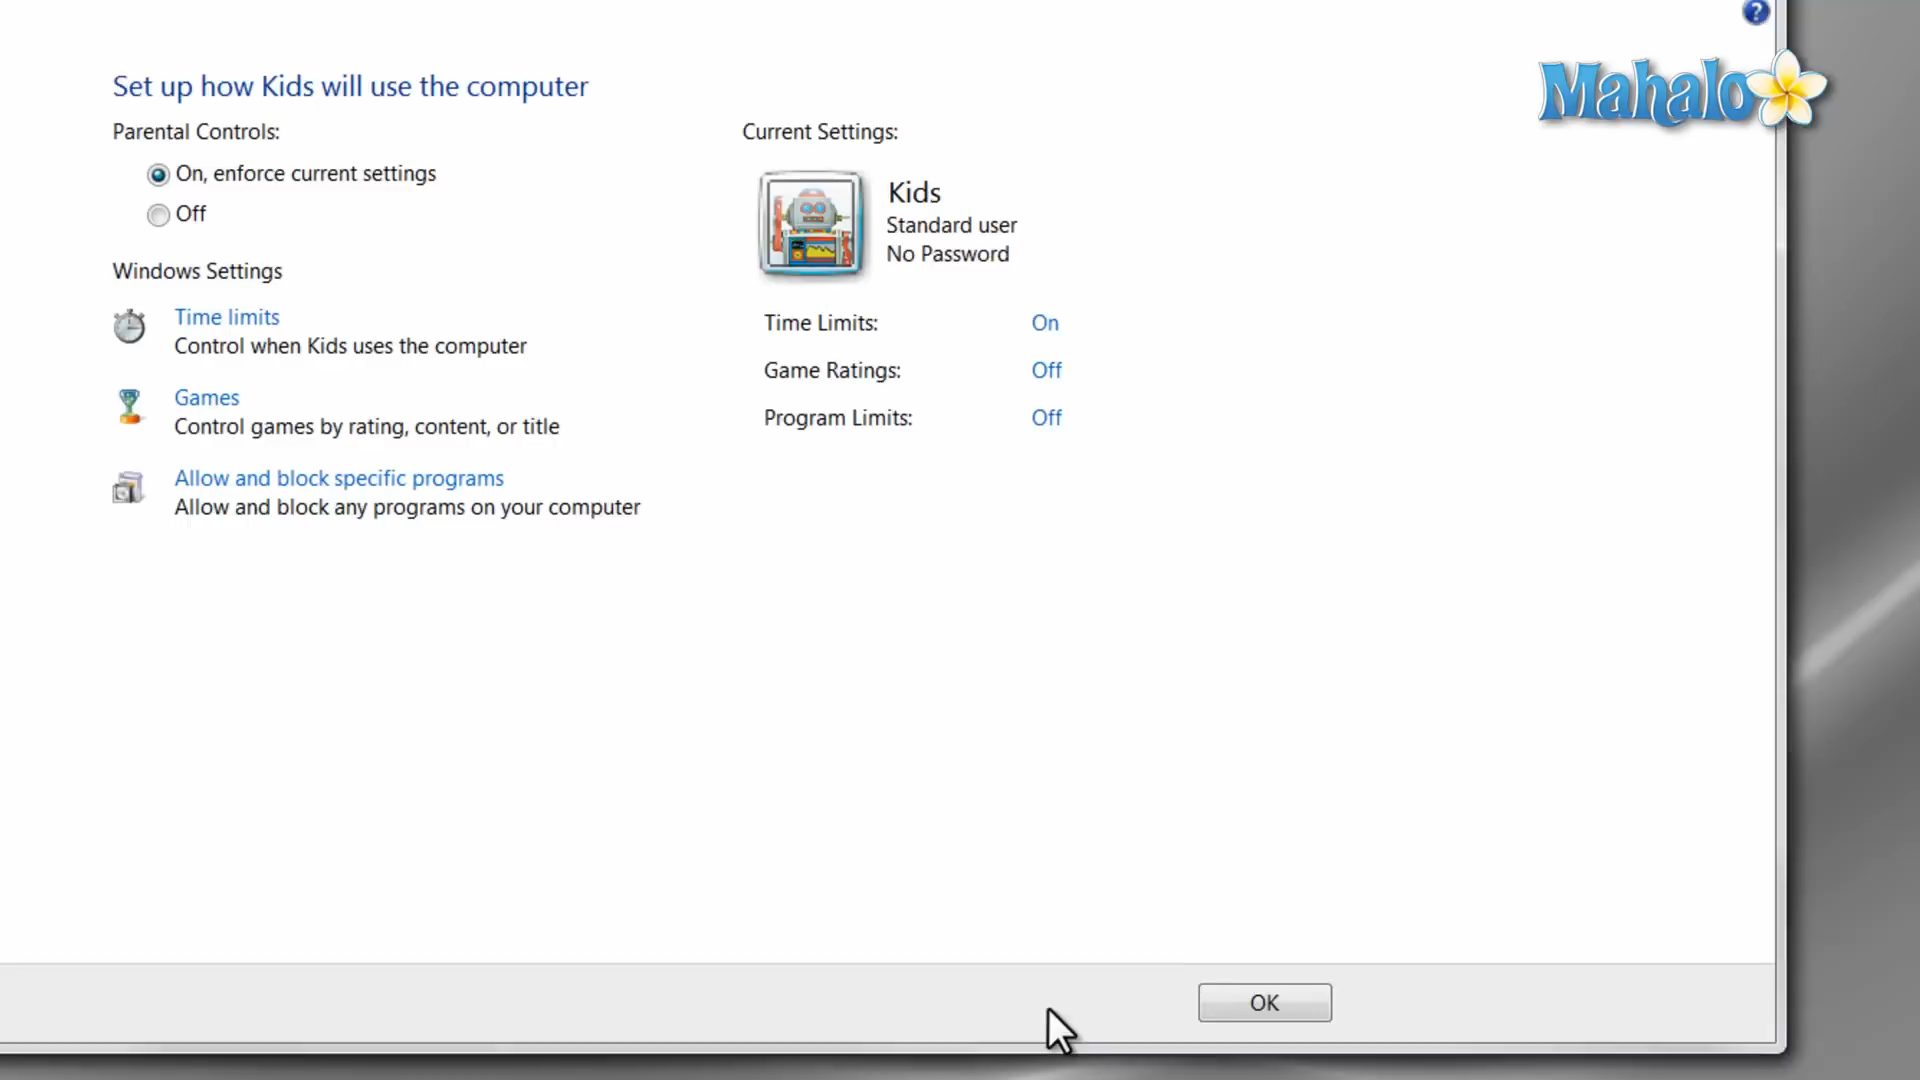 ?
Mahalo
Set up how Kids will use the computer
Parental Controls:
On, enforce current settings
Off
Windows Settings
Time limits
Control when Kids uses the computer
Games
Control games by rating, content, or title
Allow and block specific programs
Allow and block any programs on your computer
Current Settings:
Kids
Standard user
No Password
Time Limits: On
Game Ratings: Off
Program Limits: Off
OK